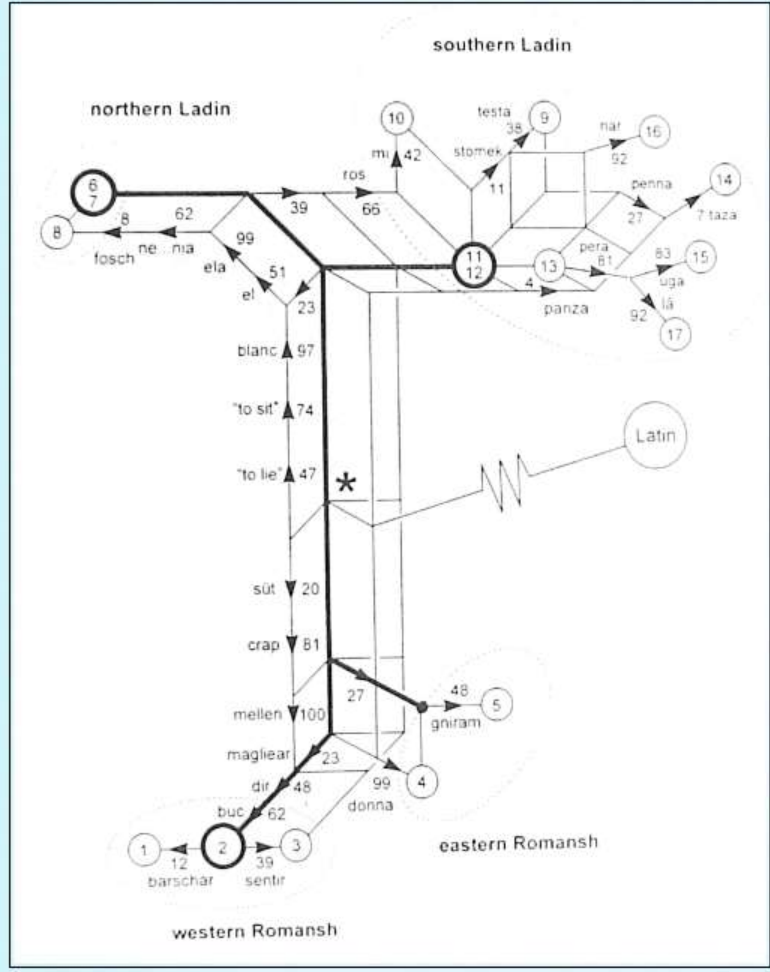 southern Ladin
northern Ladin
testa
10
38
9
nar
16
stomek
92
mi
42
ros
11
penna
14
6
7
39
66
27
7 taza
62
8
8
99
ne...nia
fosch
ela
51
el
23
11
12
13
pera
81
83
15
uga
4
panza
92
lā
17
blanc
97
"to sit"
74
Latin
"to lie"
47
*
süt
20
crap
81
27
48
5
gniram
mellen
100
magliear
23
4
99
dir
48
donna
buc
62
1
2
3
12
39
barschar
sentir
eastern Romansh
western Romansh